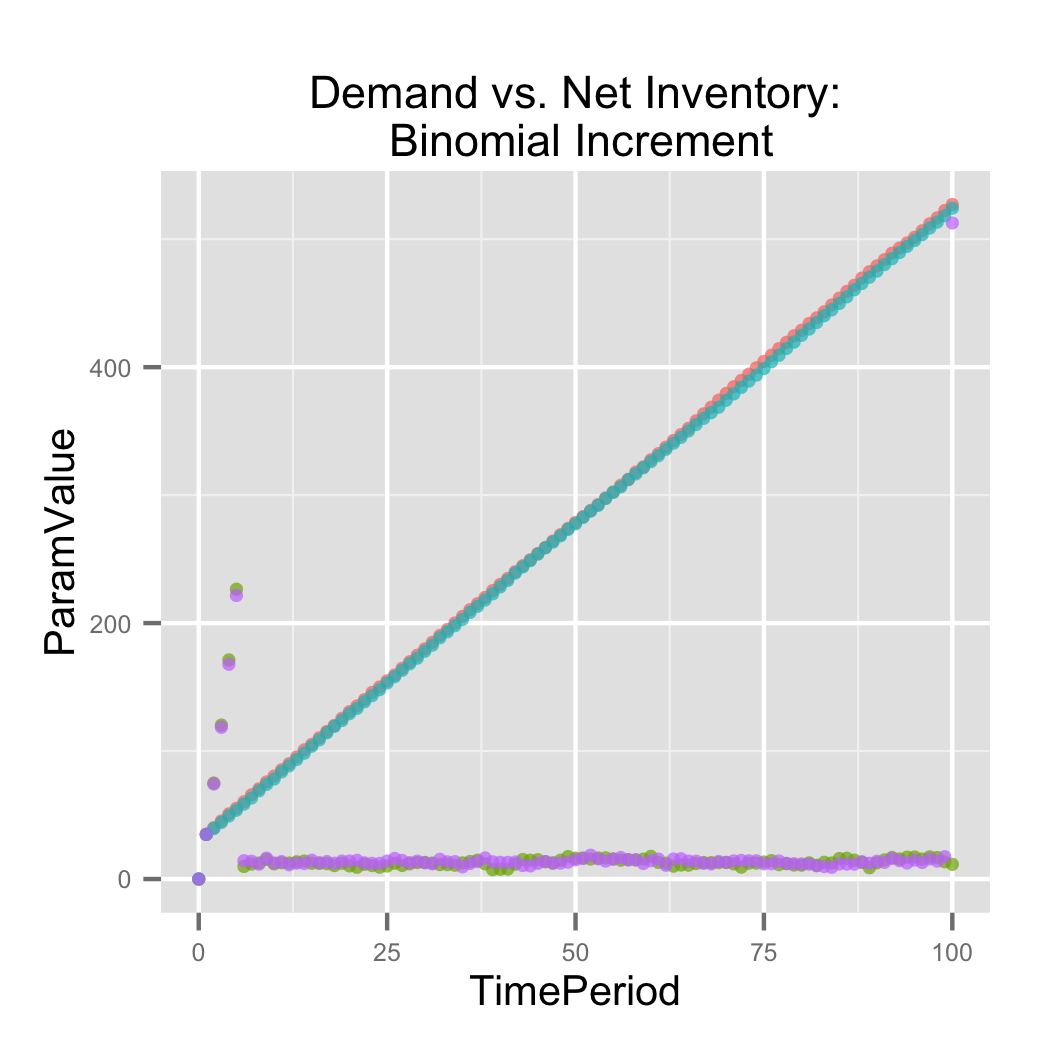 Demand vs. Net Inventory:
Binomial Increment
ParamValue
400
200
0
0 25 50 75 100
TimePeriod